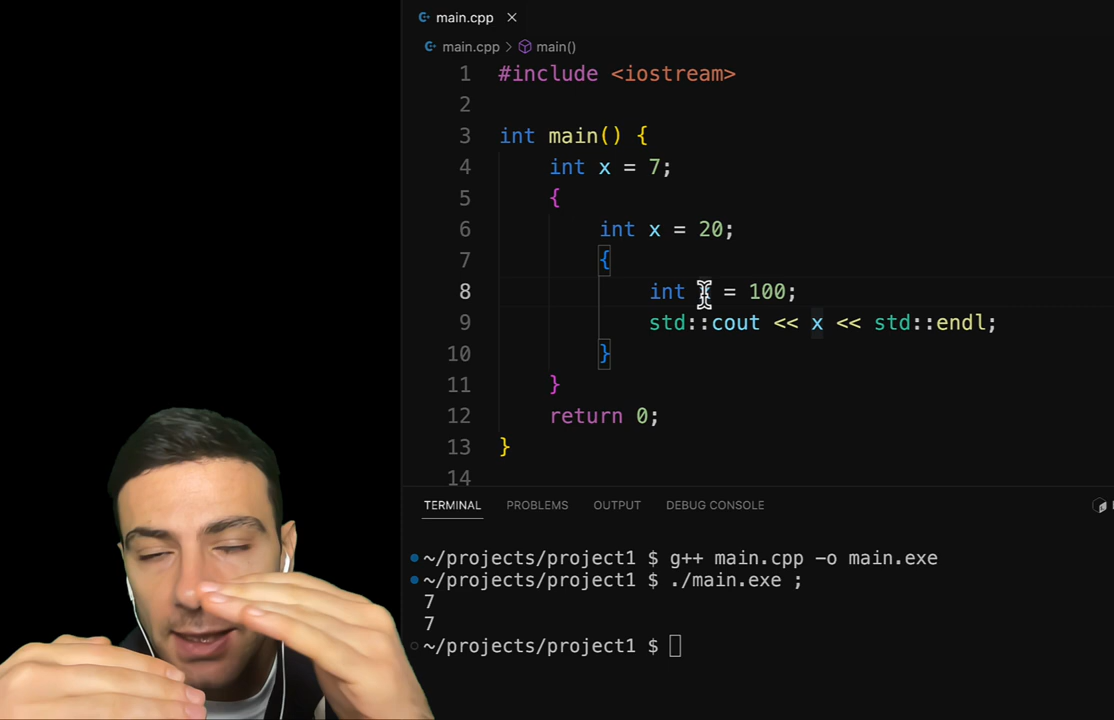 main.cpp
main.cpp > main()
1 #include <iostream>
2
3 int main() {
4 int x = 7;
5 {
6 int x = 20;
7 {
8 int x = 100;
9 std::cout << x << std::endl;
10 }
11 }
12 return 0;
13 }
14
TERMINAL PROBLEMS OUTPUT DEBUG CONSOLE
~/projects/project1 $ g++ main.cpp -o main.exe
~/projects/project1 $ ./main.exe ;
7
7
~/projects/project1 $